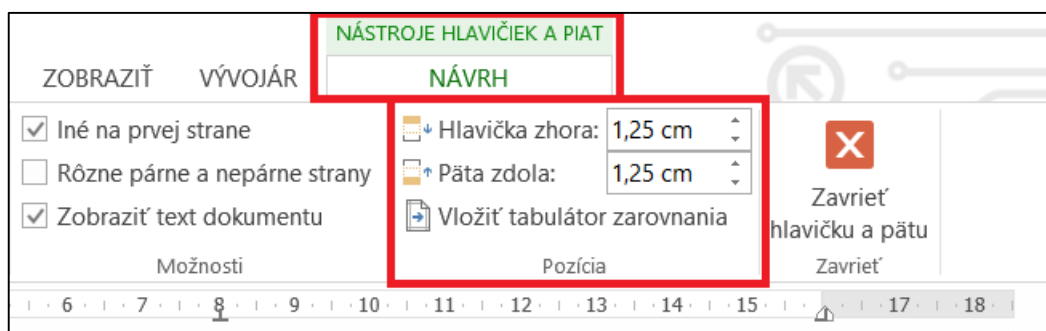 NÁSTROJE HLAVIČIEK A PIAT
ZOBRAZIŤ VÝVOJÁR NÁVRH
Iné na prvej strane
Rôzne párne a nepárne strany
Zobraziť text dokumentu
Možnosti
Hlavička zhora: 1,25 cm
Päta zdola: 1,25 cm
Vložiť tabulátor zarovnania
Pozícia
Zavrieť
hlavičku a pätu
Zavrieť
6 7 8 9 10 11 12 13 14 15 17 18